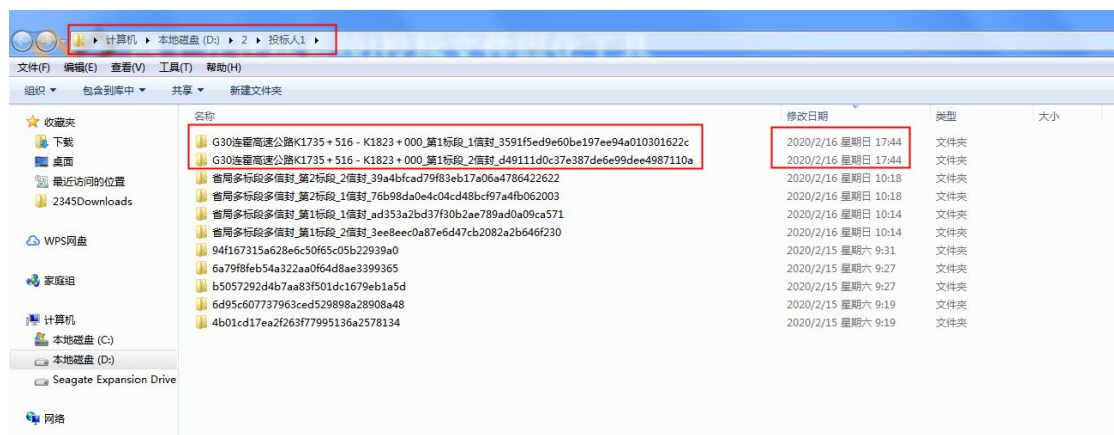 计算机 ▸ 本地磁盘 (D:) ▸ 2 ▸ 投标人1 ▸
文件(F) 编辑(E) 查看(V) 工具(T) 帮助(H)
组织 包含到库中 共享 新建文件夹
收藏夹
下载
桌面
最近访问的位置
2345Downloads
WPS网盘
家庭组
计算机
本地磁盘 (C:)
本地磁盘 (D:)
Seagate Expansion Drive
网络
名称 修改日期 类型 大小
G30连霍高速公路K1735+516 - K1823+000_第1标段_1信封_3591f5ed9e60be197ee94a010301622c 2020/2/16 星期日 17:44 文件夹
G30连霍高速公路K1735+516 - K1823+000_第1标段_2信封_d49111d0c37e387de6e99dee4987110a 2020/2/16 星期日 17:44 文件夹
省局多标段多信封_第2标段_2信封_39a4bfcad79f83eb17a06a4786422622 2020/2/16 星期日 10:18 文件夹
省局多标段多信封_第2标段_1信封_76b98da0e4c04cd48bcf97a4fb062003 2020/2/16 星期日 10:18 文件夹
省局多标段多信封_第1标段_1信封_ad353a2bd37f30b2ae789ad0a09ca571 2020/2/16 星期日 10:14 文件夹
省局多标段多信封_第1标段_2信封_3ee8eec0a87e6d47cb2082a2b646f230 2020/2/16 星期日 10:14 文件夹
94f167315a628e6c50f65c05b22939a0 2020/2/15 星期六 9:31 文件夹
6a79f8feb54a322aa0f64d8ae3399365 2020/2/15 星期六 9:27 文件夹
b5057292d4b7aa83f501dc1679eb1a5d 2020/2/15 星期六 9:27 文件夹
6d95c607737963ced529898a28908a48 2020/2/15 星期六 9:19 文件夹
4b01cd17ea2f263f77995136a2578134 2020/2/15 星期六 9:19 文件夹